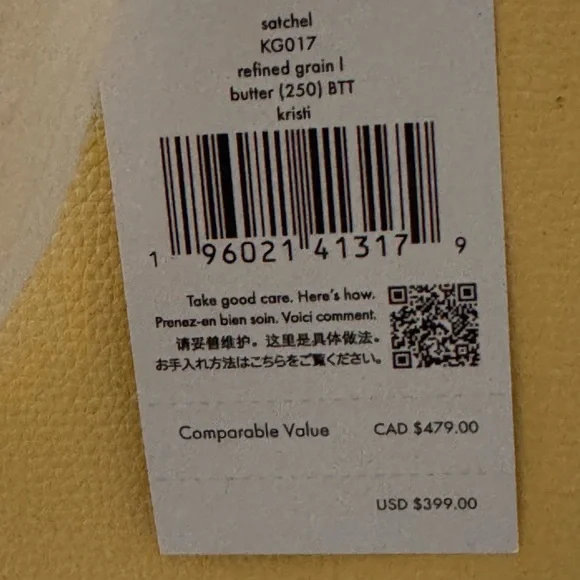 satchel
KG017
refined grain l
butter (250) BTT
kristi
1 96021 41317 9
Take good care. Here's how.
Prenez-en bien soin. Voici comment.
请妥善维护。这里是具体做法。
お手入れ方法はこちらをご覧ください。
Comparable Value CAD $479.00
USD $399.00